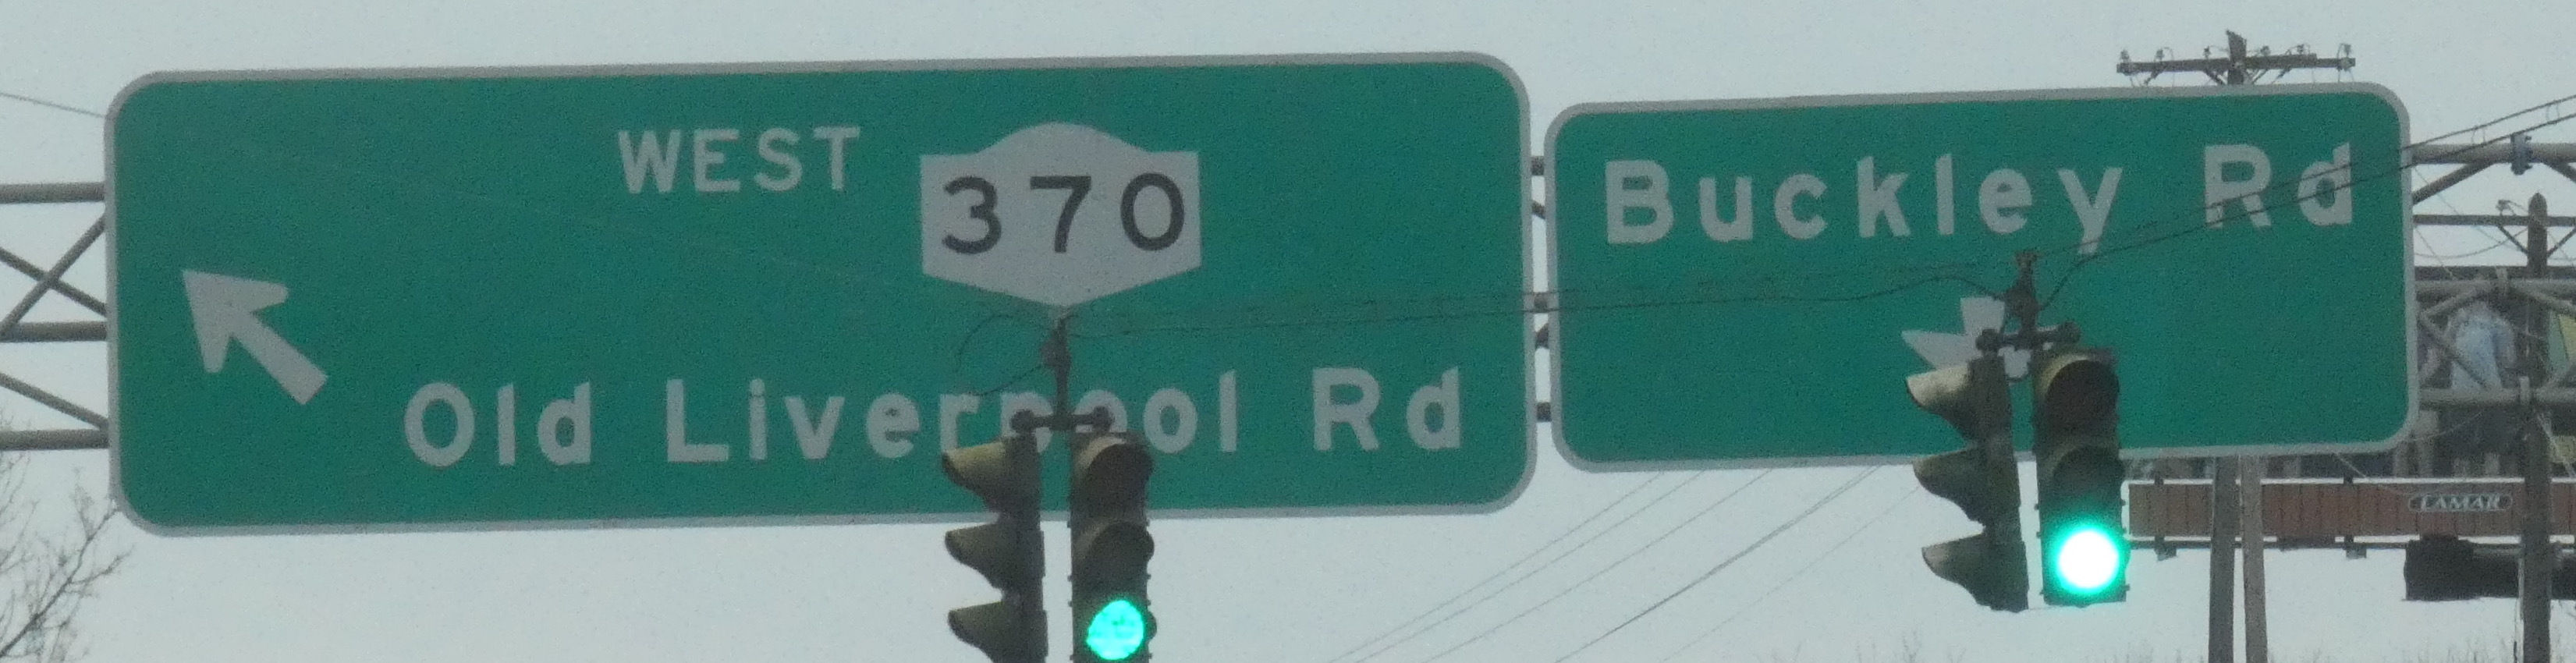 WEST 370
Old Liverpool Rd
Buckley Rd
LAMAR